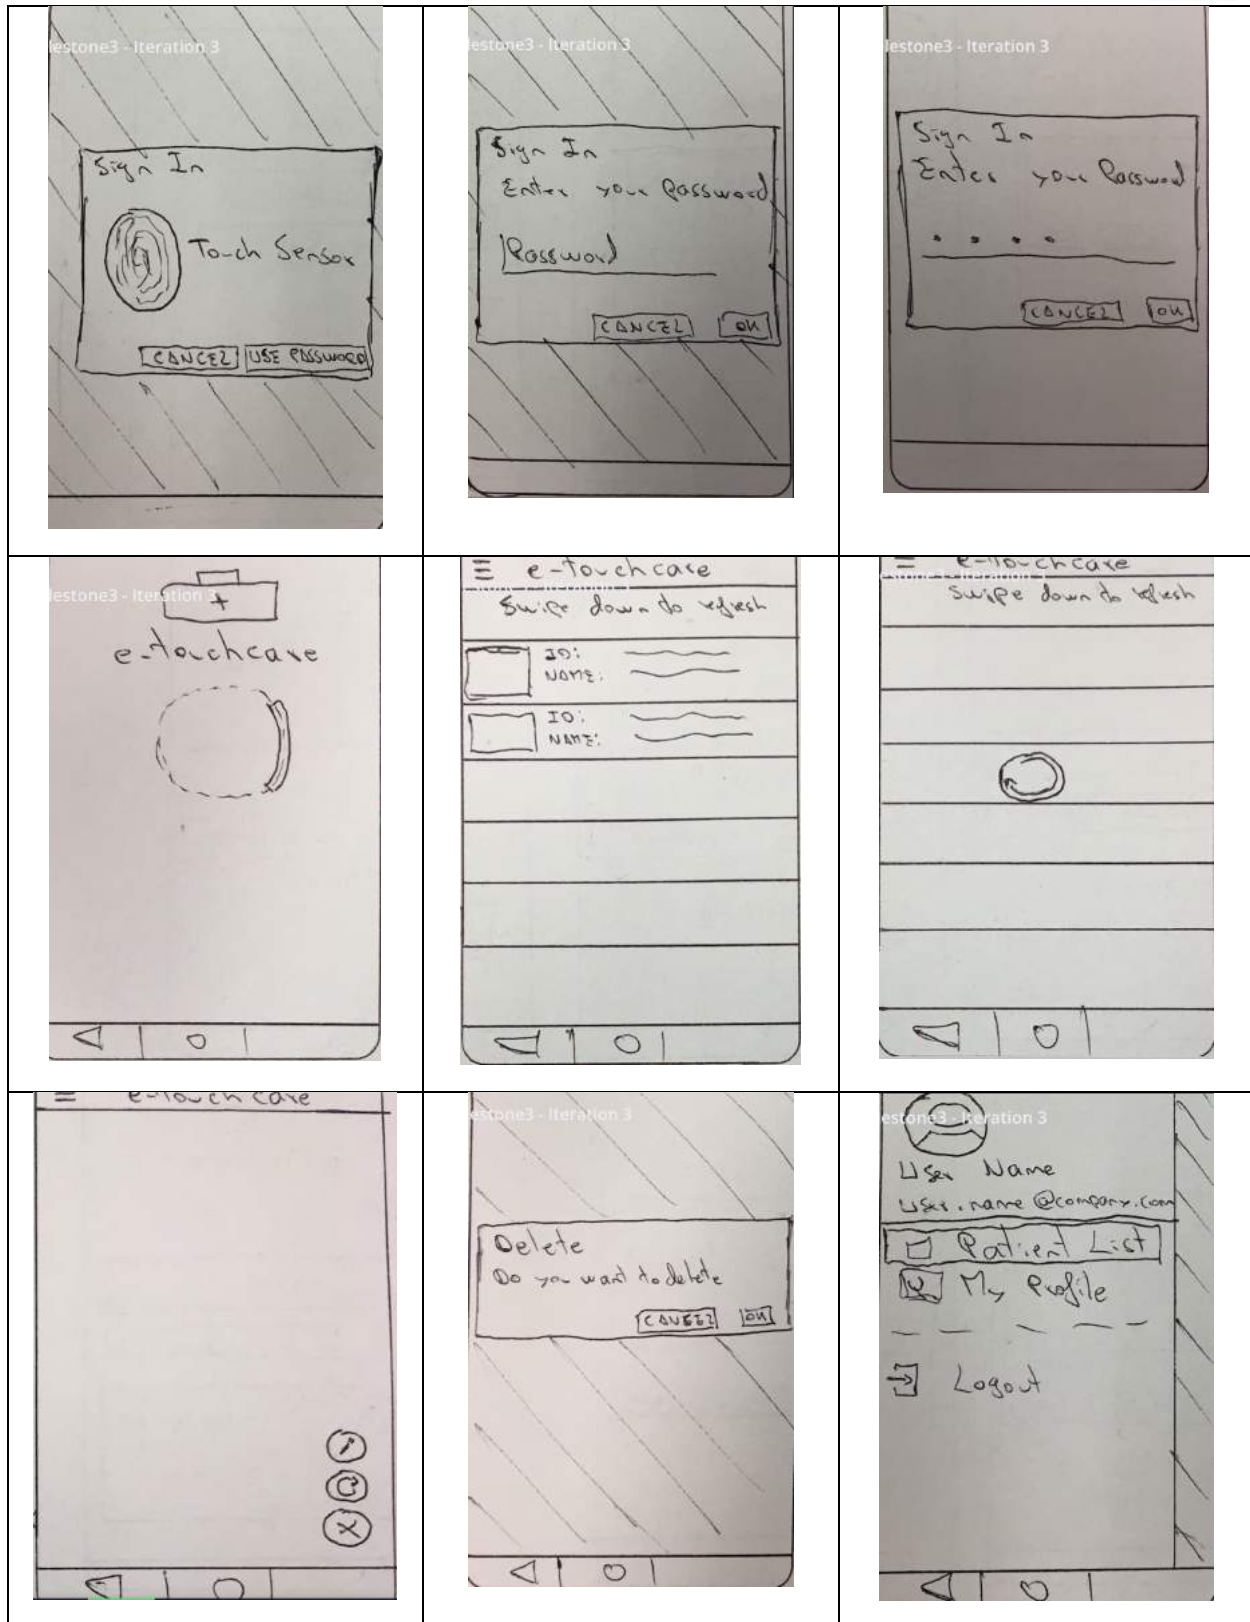 lestone3 - Iteration 3
Sign In
Touch Sensor
CANCEL USE PASSWORD
lestone3 - Iteration 3
Sign In
Enter your Password
Password
CANCEL OK
lestone3 - Iteration 3
Sign In
Enter your Password
CANCEL OK
lestone3 - Iteration 3
e-touchcare
e-touchcare
Swipe down to refresh
ID:
NAME:
ID:
NAME:
e-touchcare
Swipe down to refresh
e-touchcare
estone3 - Iteration 3
Delete
Do you want to delete
CANCEL OK
estone3 - Iteration 3
User Name
user.name@company.com
Patient List
My Profile
Logout